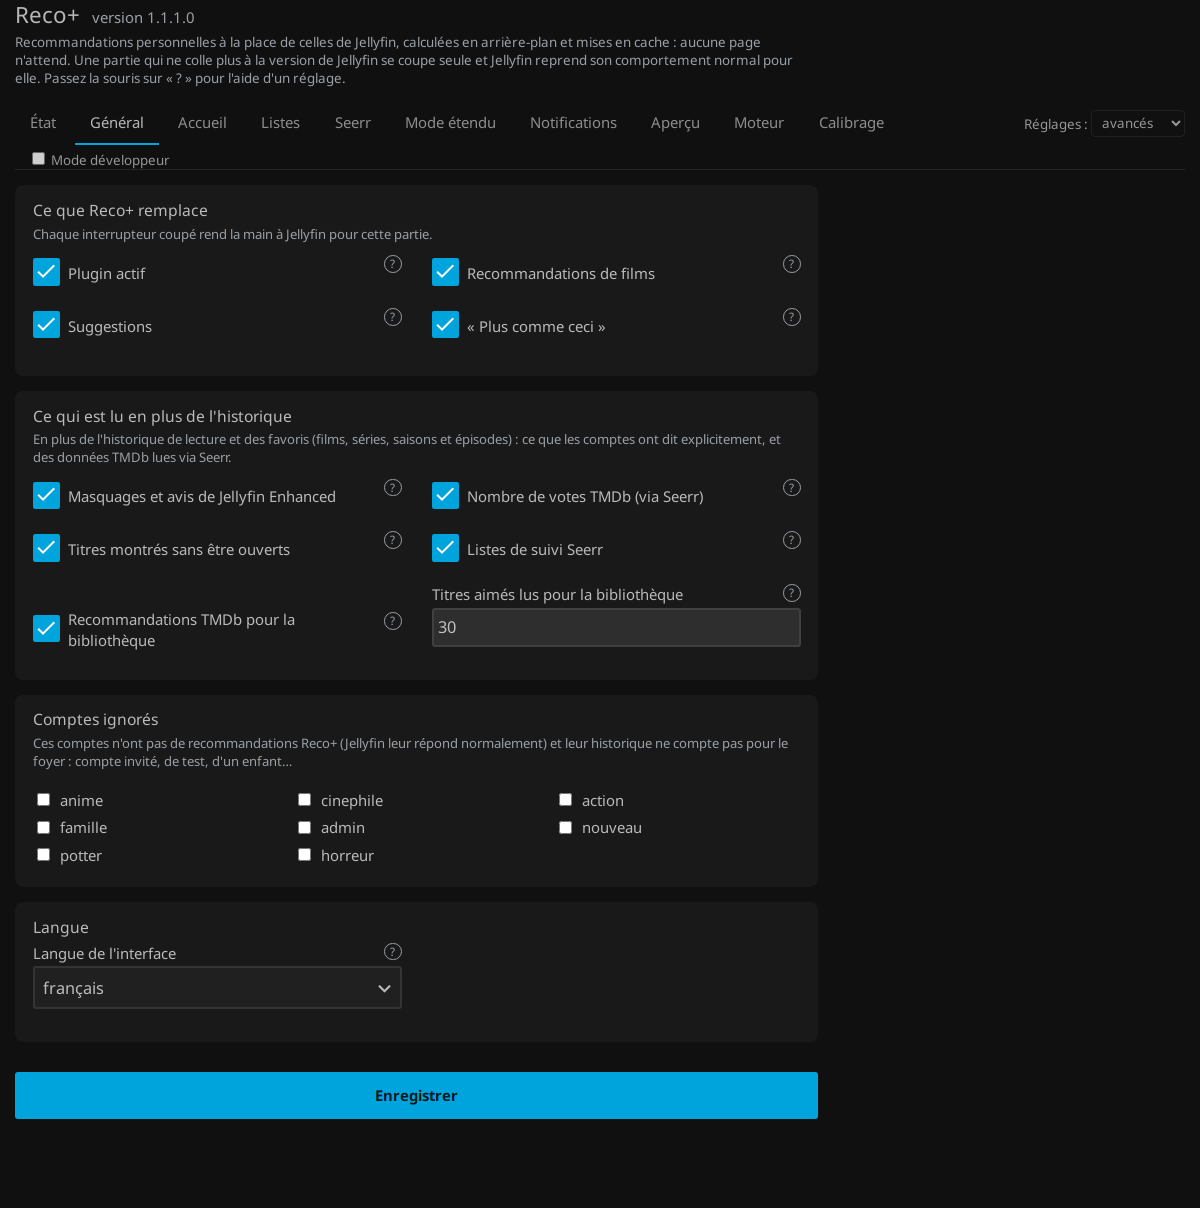 Reco+ version 1.1.1.0
Recommandations personnelles à la place de celles de Jellyfin, calculées en arrière-plan et mises en cache : aucune page
n'attend. Une partie qui ne colle plus à la version de Jellyfin se coupe seule et Jellyfin reprend son comportement normal pour
elle. Passez la souris sur « ? » pour l'aide d'un réglage.
État Général Accueil Listes Seerr Mode étendu Notifications Aperçu Moteur Calibrage Réglages : avancés
Mode développeur
Ce que Reco+ remplace
Chaque interrupteur coupé rend la main à Jellyfin pour cette partie.
Plugin actif ? Recommandations de films ?
Suggestions ? « Plus comme ceci » ?
Ce qui est lu en plus de l'historique
En plus de l'historique de lecture et des favoris (films, séries, saisons et épisodes) : ce que les comptes ont dit explicitement, et
des données TMDb lues via Seerr.
Masquages et avis de Jellyfin Enhanced ? Nombre de votes TMDb (via Seerr) ?
Titres montrés sans être ouverts ? Listes de suivi Seerr ?
Titres aimés lus pour la bibliothèque ?
Recommandations TMDb pour la
bibliothèque ?
30
Comptes ignorés
Ces comptes n'ont pas de recommandations Reco+ (Jellyfin leur répond normalement) et leur historique ne compte pas pour le
foyer : compte invité, de test, d'un enfant...
anime cinephile action
famille admin nouveau
potter horreur
Langue
Langue de l'interface ?
français
Enregistrer